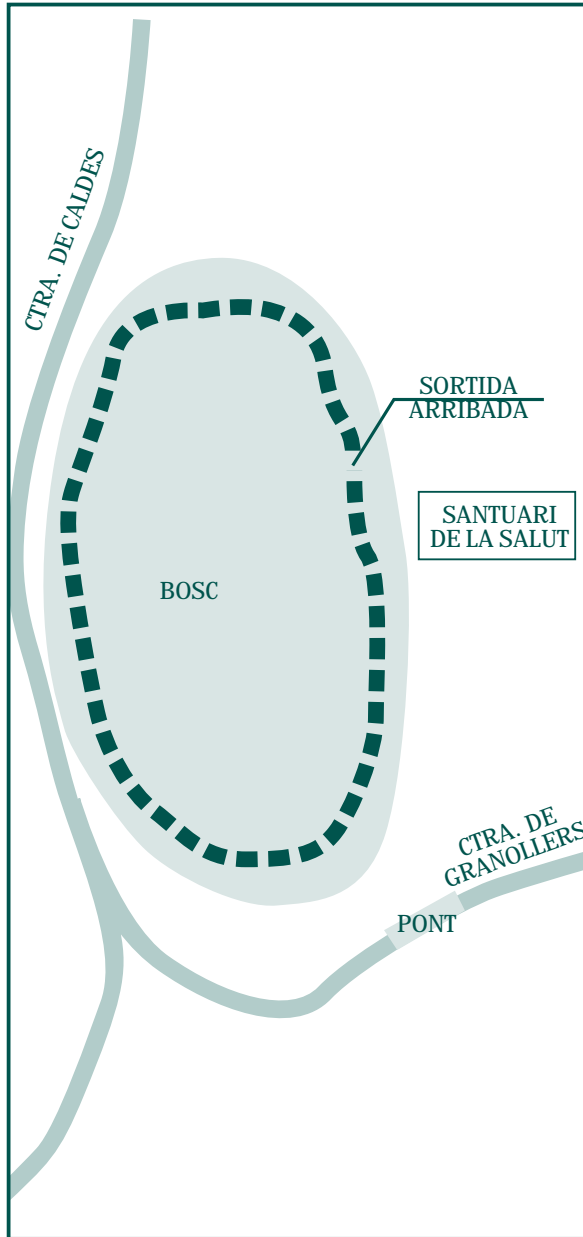 CTRA. DE CALDES
SORTIDA
ARRIBADA
SANTUARI
DE LA SALUT
BOSC
CTRA. DE
GRANOLLERS
PONT